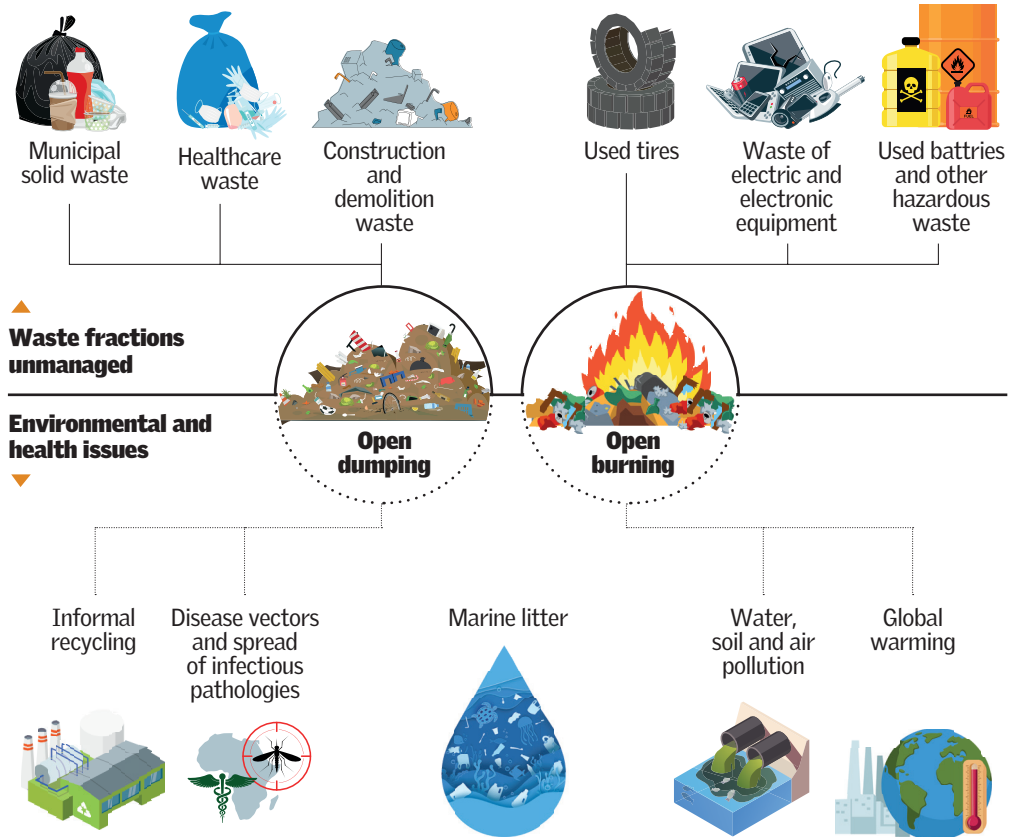 Municipal
solid waste
Healthcare
waste
Construction
and
demolition
waste
Used tires
Waste of
electric and
electronic
equipment
Used battries
and other
hazardous
waste
Waste fractions
unmanaged
Environmental and
health issues
Open
dumping
Open
burning
Informal
recycling
Disease vectors
and spread
of infectious
pathologies
Marine litter
Water,
soil and air
pollution
Global
warming